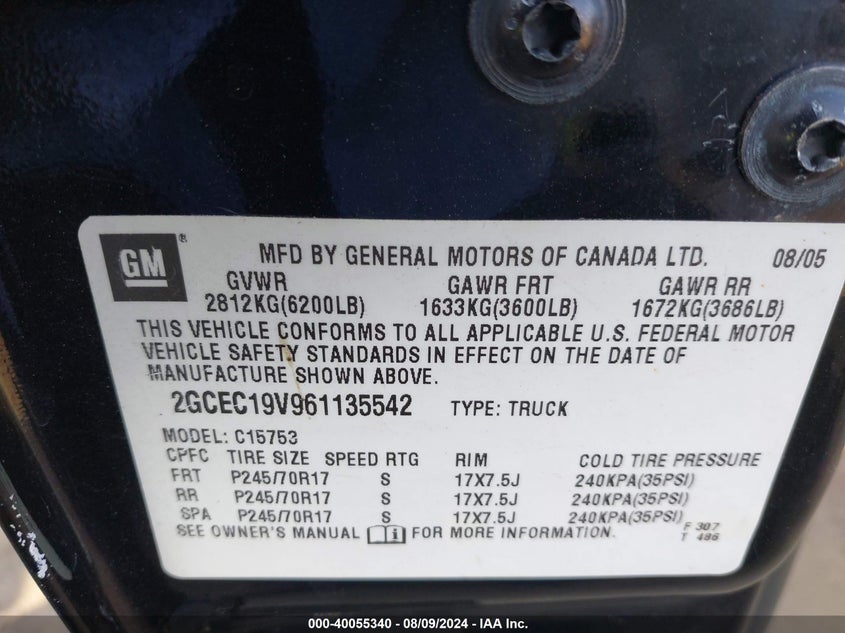 GM ®
MFD BY GENERAL MOTORS OF CANADA LTD. 08/05
GVWR GAWR FRT GAWR RR
2812KG(6200LB) 1633KG(3600LB) 1672KG(3686LB)
THIS VEHICLE CONFORMS TO ALL APPLICABLE U.S. FEDERAL MOTOR
VEHICLE SAFETY STANDARDS IN EFFECT ON THE DATE OF
MANUFACTURE SHOWN ABOVE.
2GCEC19V961135542 TYPE: TRUCK
MODEL: C15753
CPFC TIRE SIZE SPEED RTG RIM COLD TIRE PRESSURE
FRT P245/70R17 S 17X7.5J 240KPA(35PSI)
RR P245/70R17 S 17X7.5J 240KPA(35PSI)
SPA P245/70R17 S 17X7.5J 240KPA(35PSI)
SEE OWNER'S MANUAL i FOR MORE INFORMATION.
F 307
T 486
000-40055340 - 08/09/2024 - IAA Inc.